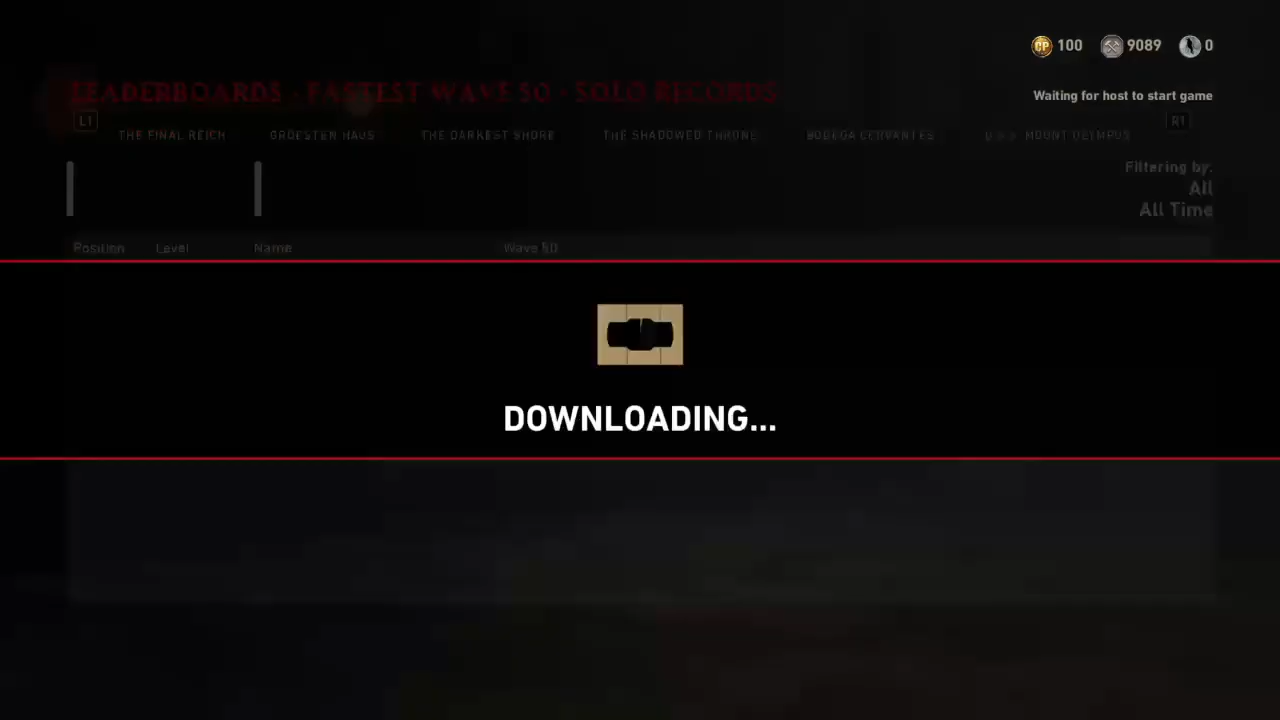 CP 100 9089 0
LEADERBOARDS - FASTEST WAVE 50 - SOLO RECORDS
Waiting for host to start game
L1 THE FINAL REICH GROESTEN HAUS THE DARKEST SHORE THE SHADOWED THRONE BODEGA CERVANTES U.S.S. MOUNT OLYMPUS R1
Filtering by:
All
All Time
Position Level Name Wave 50
DOWNLOADING...